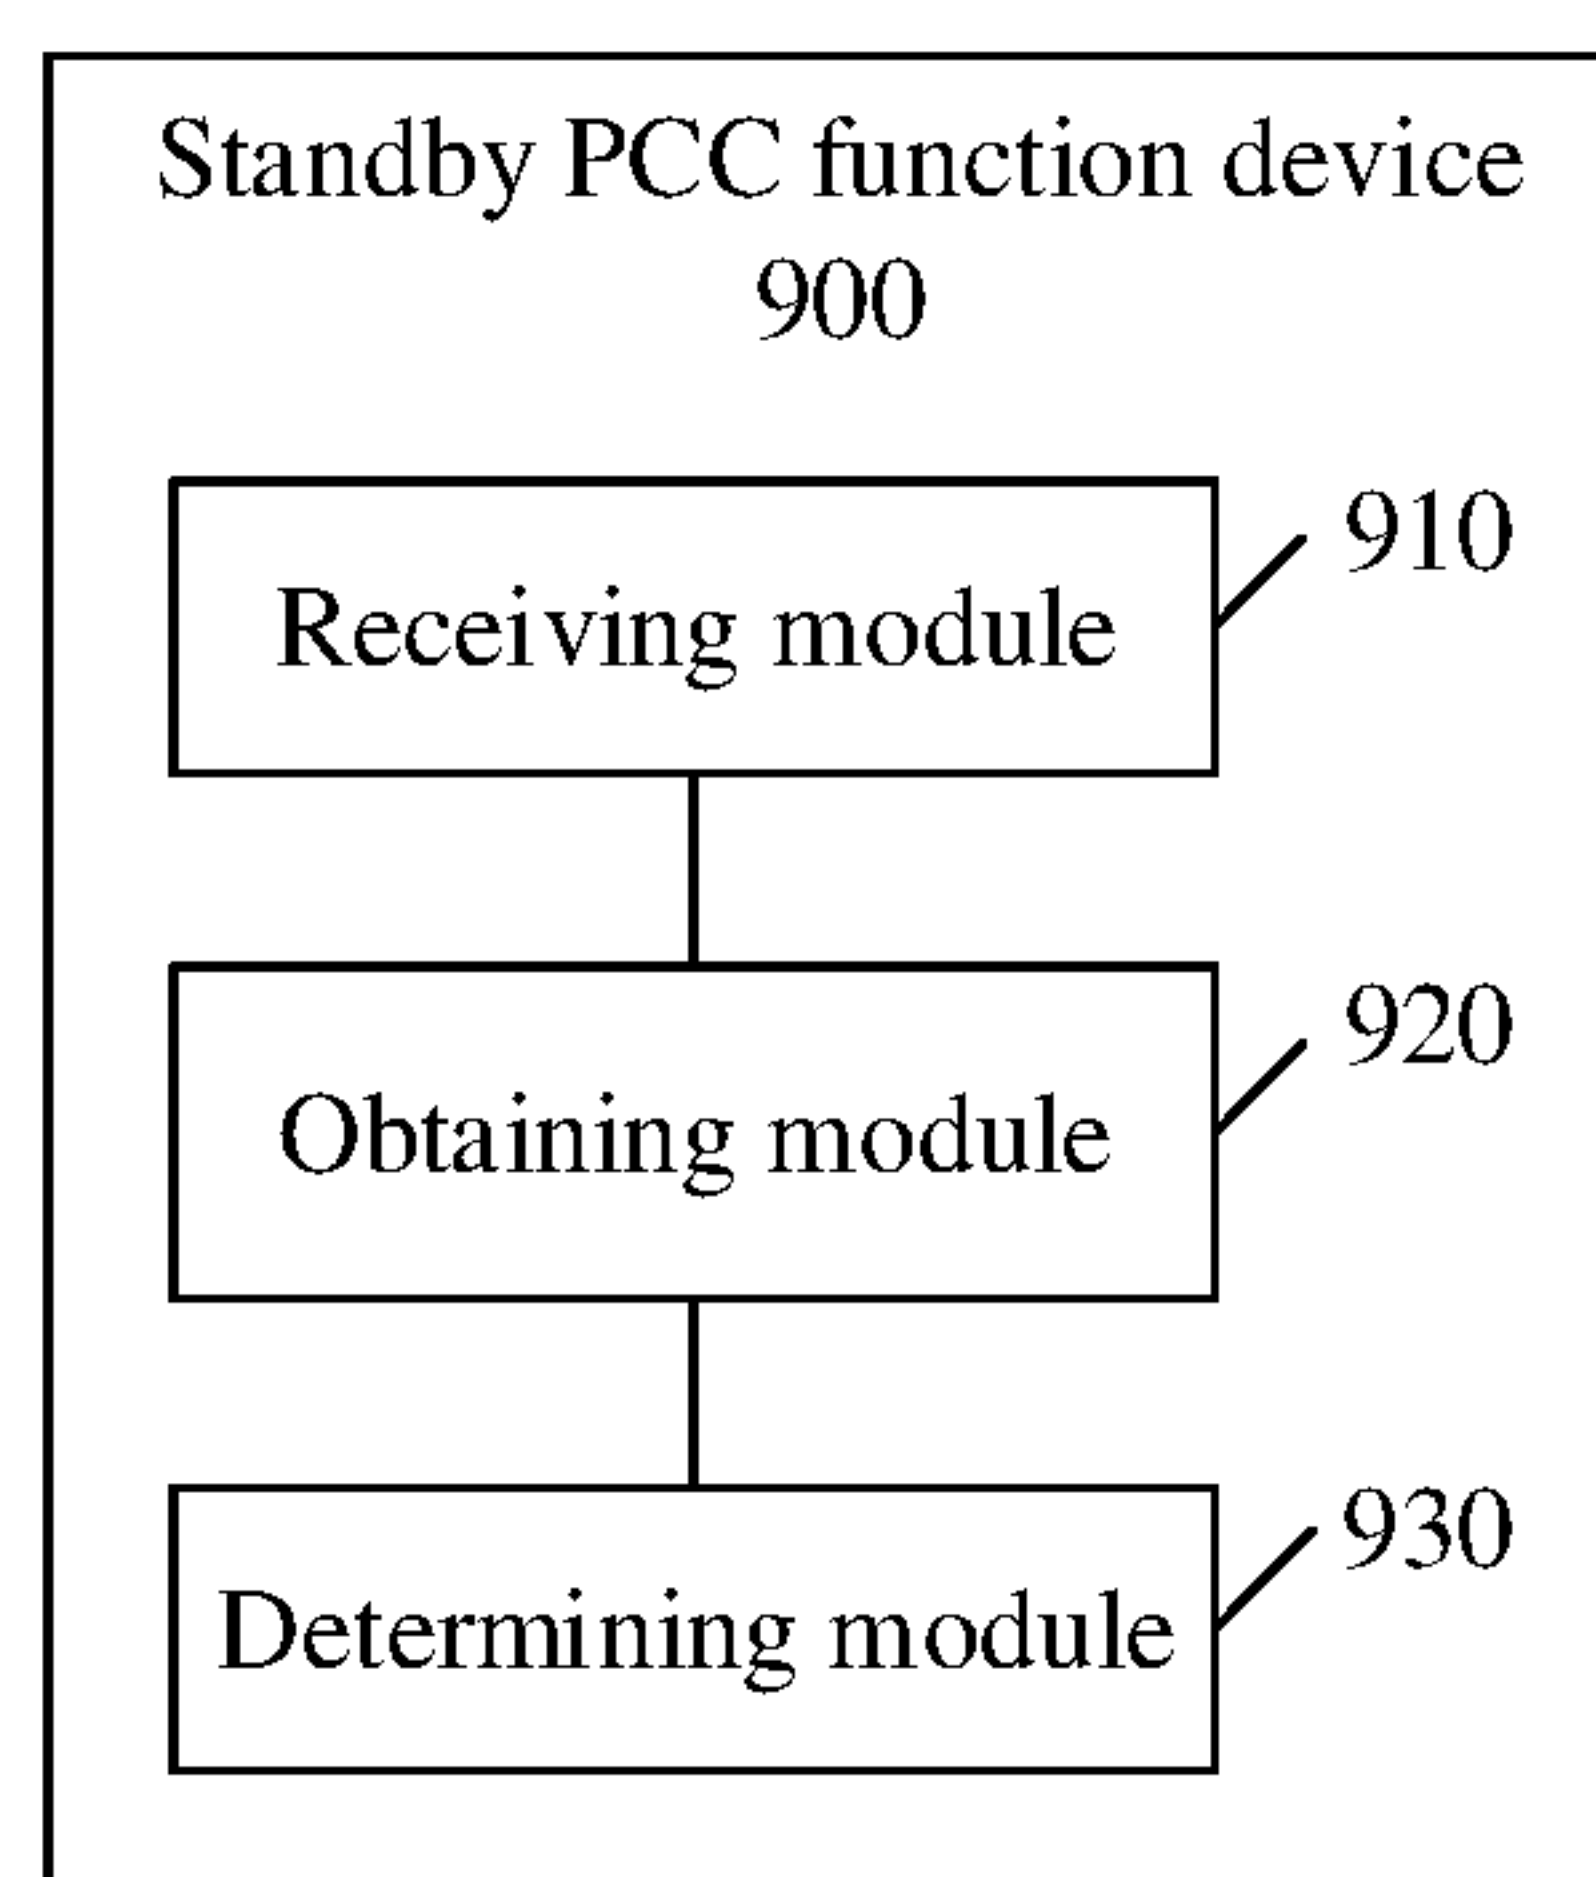 Standby PCC function device
900
Receiving module
910
Obtaining module
920
Determining module
930